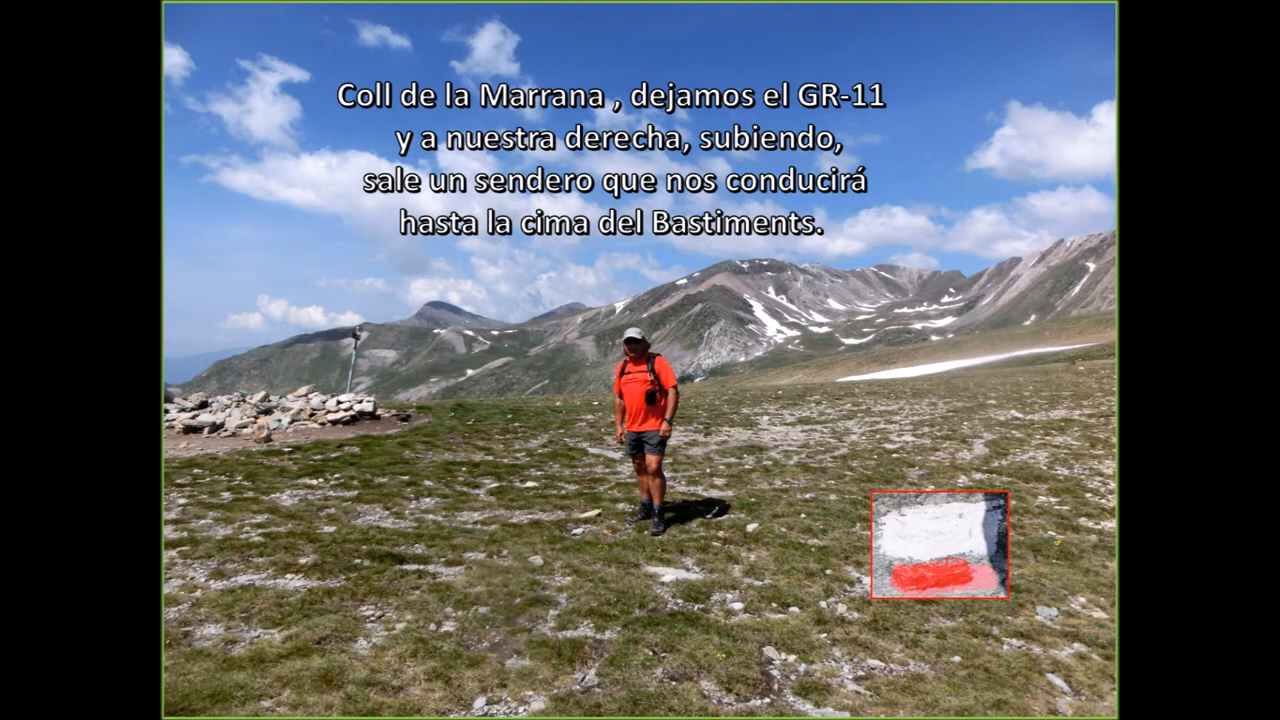 Coll de la Marrana , dejamos el GR-11
y a nuestra derecha, subiendo,
sale un sendero que nos conducirá
hasta la cima del Bastiments.